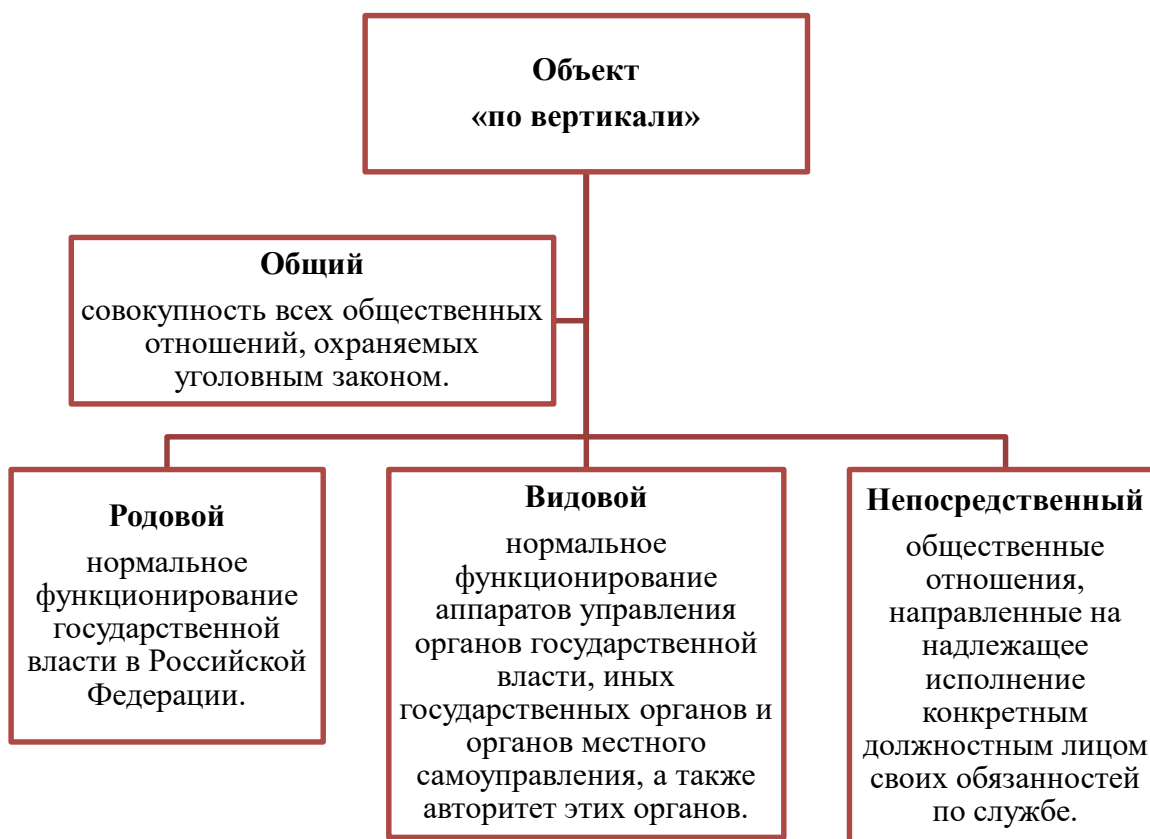 Объект
«по вертикали»
Общий
совокупность всех общественных
отношений, охраняемых
уголовным законом.
Родовой
нормальное
функционирование
государственной
власти в Российской
Федерации.
Видовой
нормальное
функционирование
аппаратов управления
органов государственной
власти, иных
государственных органов и
органов местного
самоуправления, а также
авторитет этих органов.
Непосредственный
общественные
отношения,
направленные на
надлежащее
исполнение
конкретным
должностным лицом
своих обязанностей
по службе.